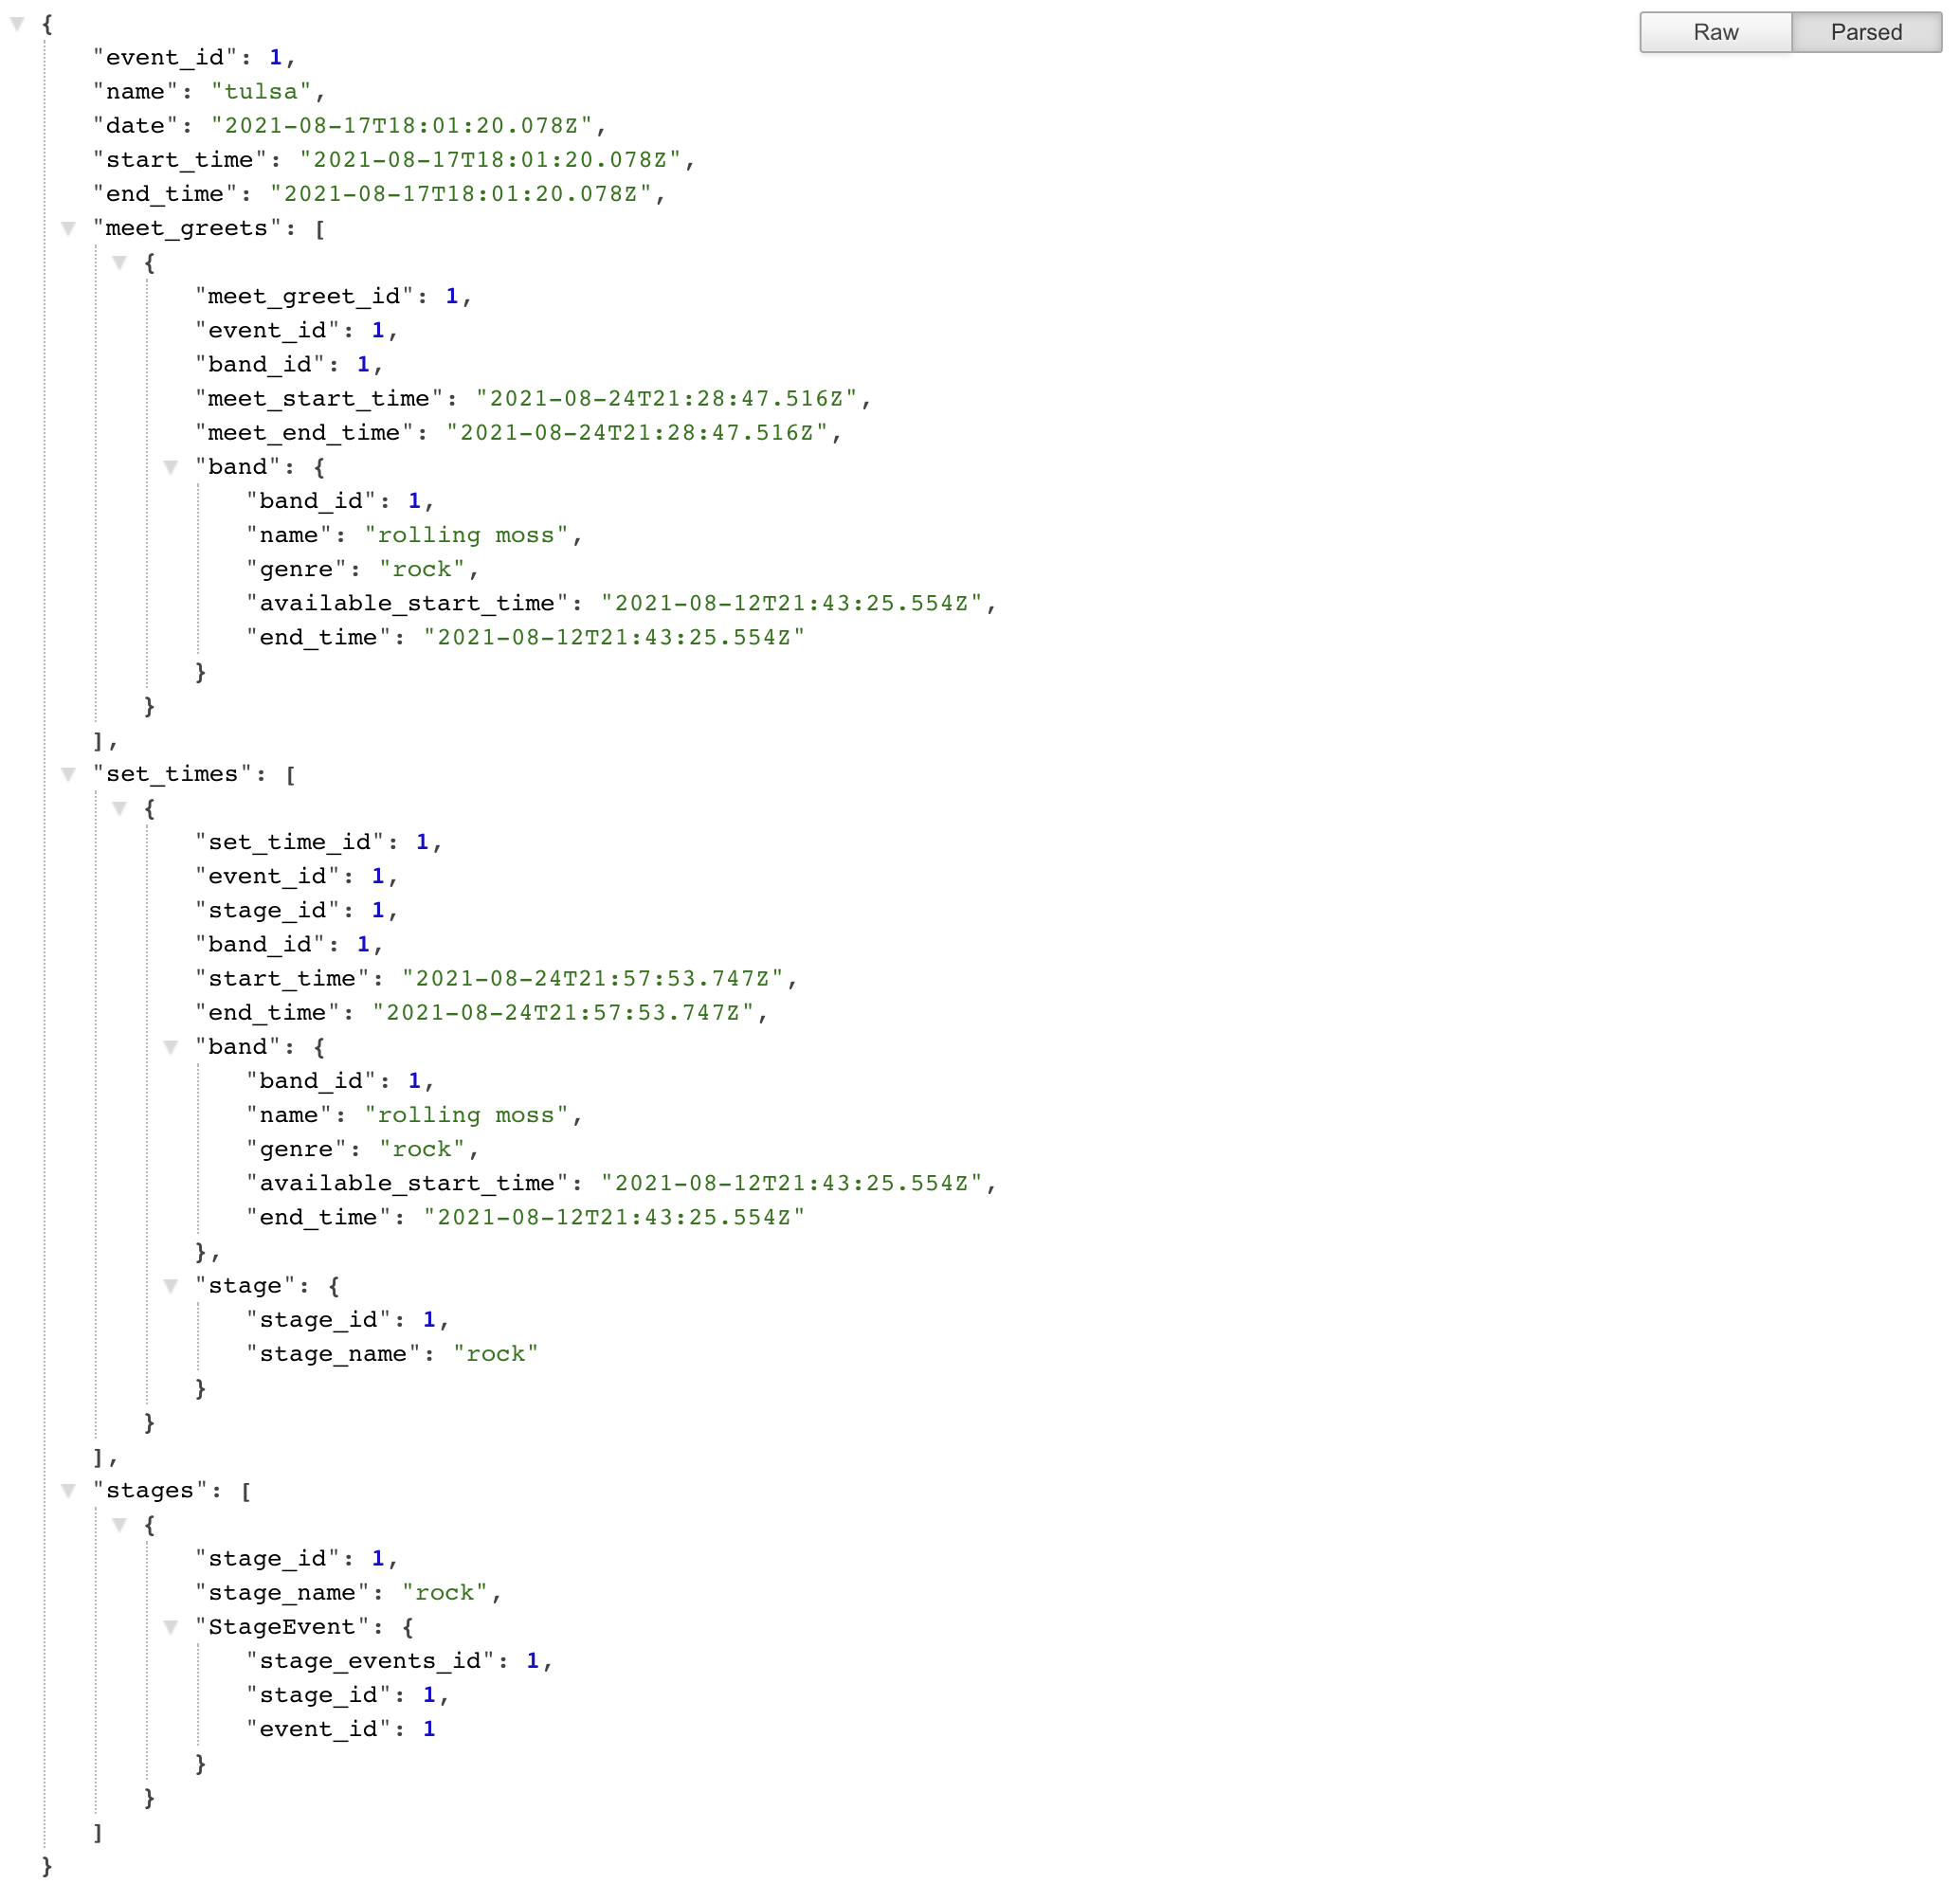 {
Raw Parsed
"event_id": 1,
"name": "tulsa",
"date": "2021-08-17T18:01:20.078Z",
"start_time": "2021-08-17T18:01:20.078Z",
"end_time": "2021-08-17T18:01:20.078Z",
"meet_greets": [
{
"meet_greet_id": 1,
"event_id": 1,
"band_id": 1,
"meet_start_time": "2021-08-24T21:28:47.516Z",
"meet_end_time": "2021-08-24T21:28:47.516Z",
"band": {
"band_id": 1,
"name": "rolling moss",
"genre": "rock",
"available_start_time": "2021-08-12T21:43:25.554Z",
"end_time": "2021-08-12T21:43:25.554Z"
}
}
],
"set_times": [
{
"set_time_id": 1,
"event_id": 1,
"stage_id": 1,
"band_id": 1,
"start_time": "2021-08-24T21:57:53.747Z",
"end_time": "2021-08-24T21:57:53.747Z",
"band": {
"band_id": 1,
"name": "rolling moss",
"genre": "rock",
"available_start_time": "2021-08-12T21:43:25.554Z",
"end_time": "2021-08-12T21:43:25.554Z"
},
"stage": {
"stage_id": 1,
"stage_name": "rock"
}
}
],
"stages": [
{
"stage_id": 1,
"stage_name": "rock",
"StageEvent": {
"stage_events_id": 1,
"stage_id": 1,
"event_id": 1
}
}
]
}